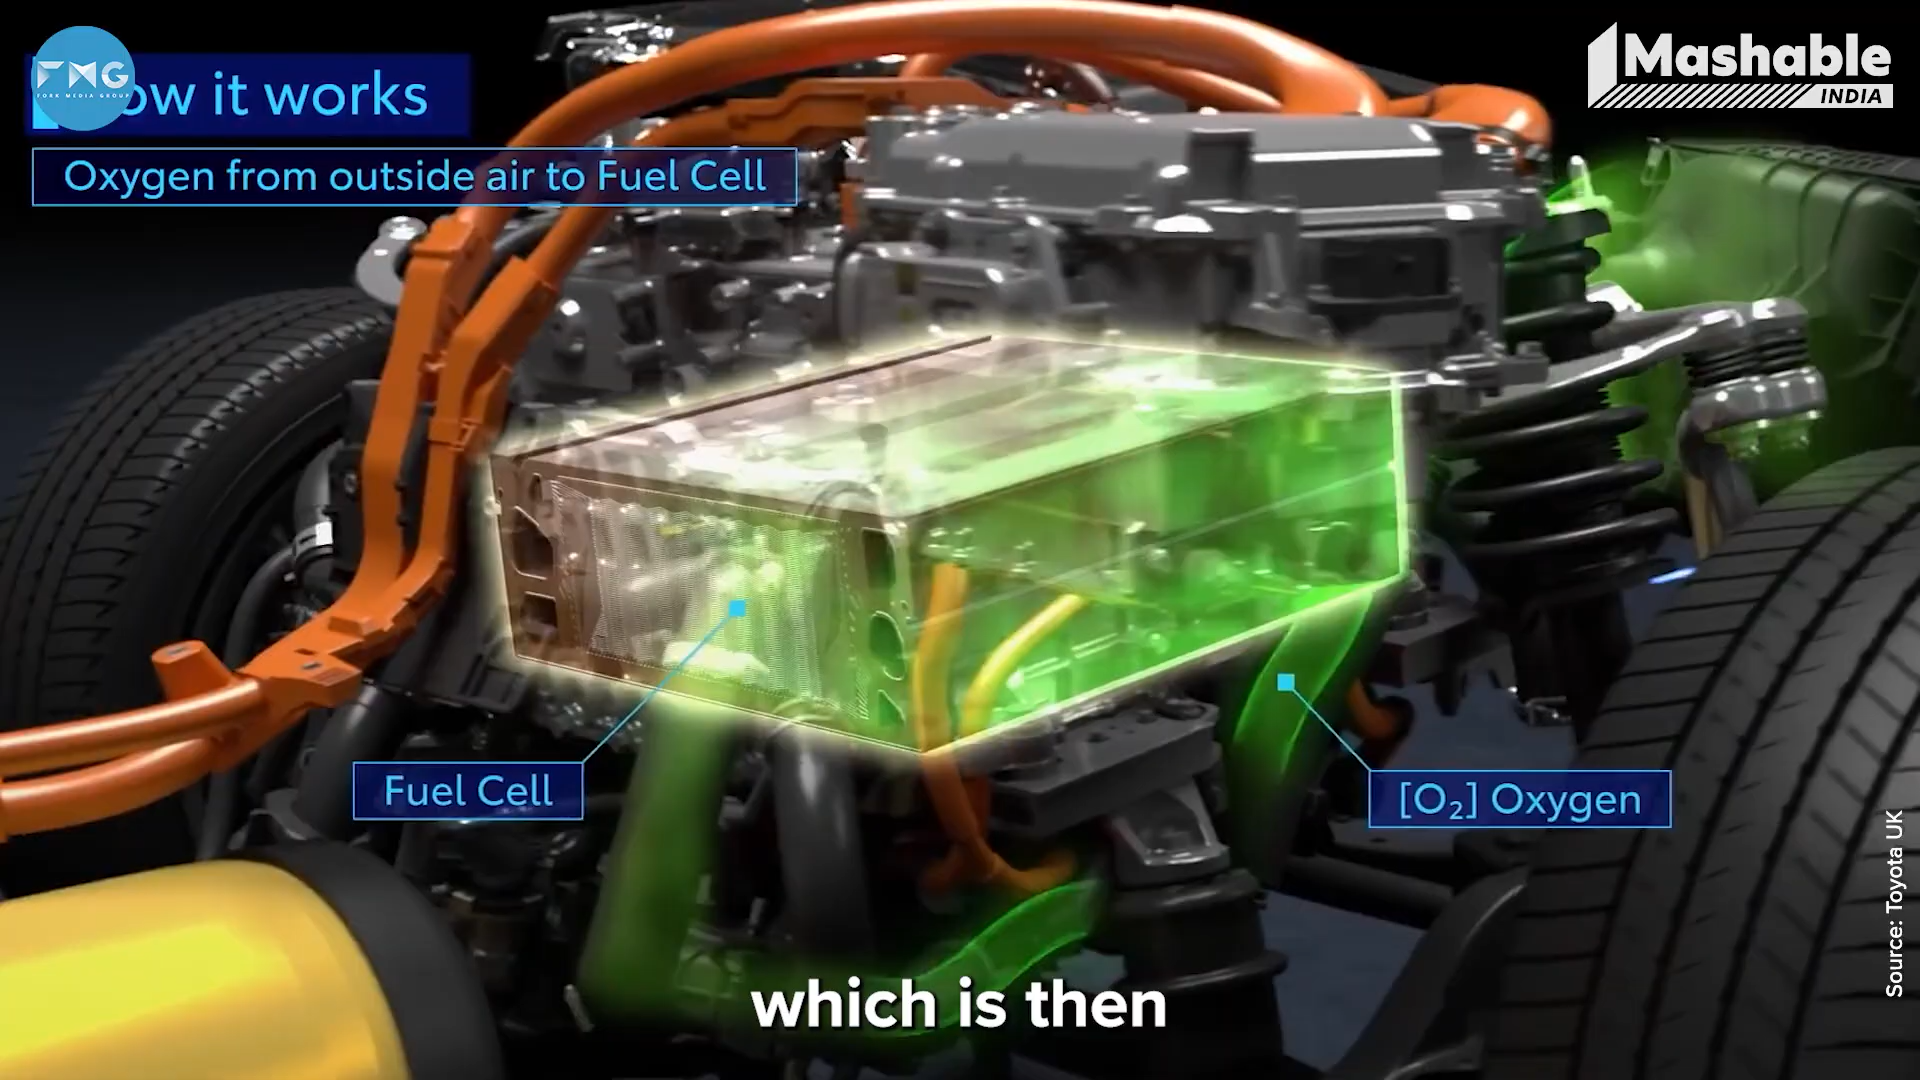 FMG
FORK MEDIA GROUP
ow it works
Mashable
INDIA
Oxygen from outside air to Fuel Cell
Fuel Cell
[O₂] Oxygen
Source: Toyota UK
which is then